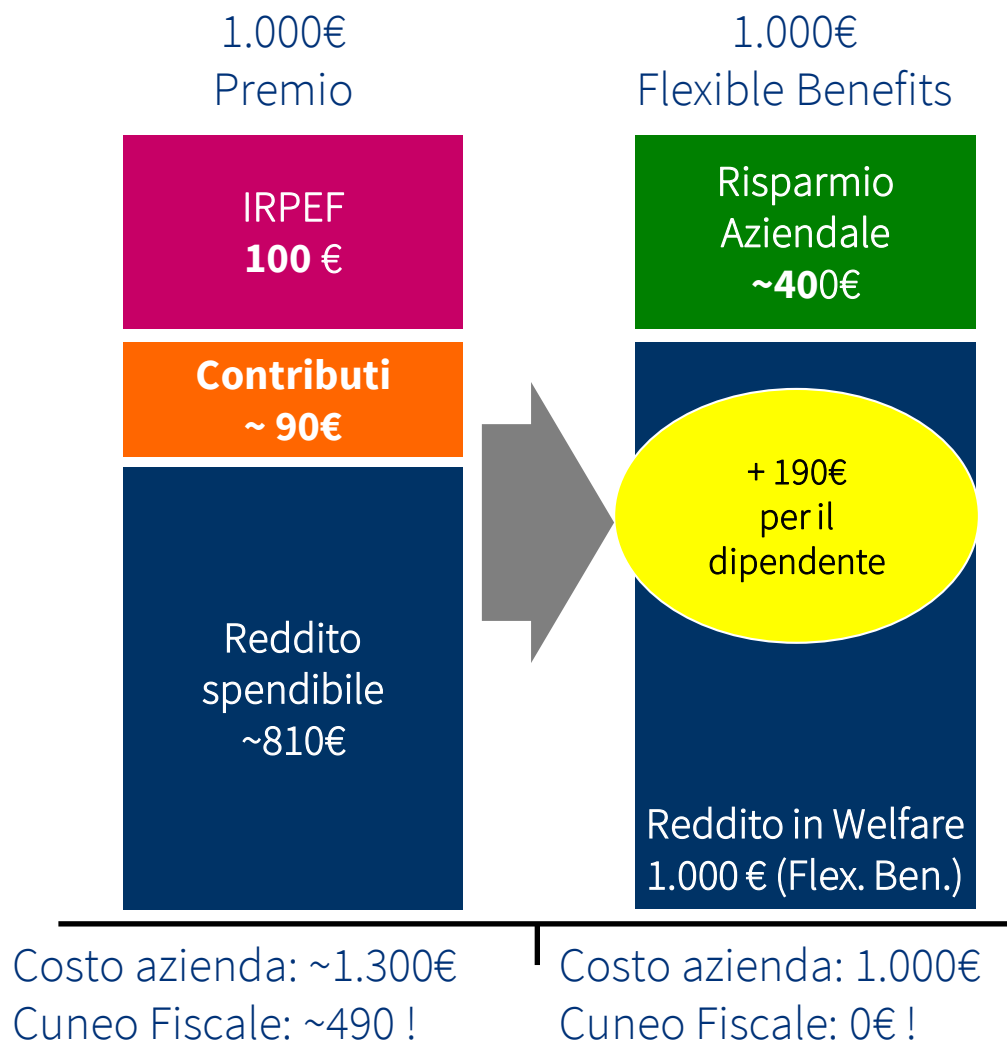 1.000€
Premio
IRPEF
100 €
Contributi
~ 90€
Reddito
spendibile
~810€
Costo azienda: ~1.300€
Cuneo Fiscale: ~490 !
1.000€
Flexible Benefits
Risparmio
Aziendale
~400€
+ 190€
per il
dipendente
Reddito in Welfare
1.000 € (Flex. Ben.)
Costo azienda: 1.000€
Cuneo Fiscale: 0€ !